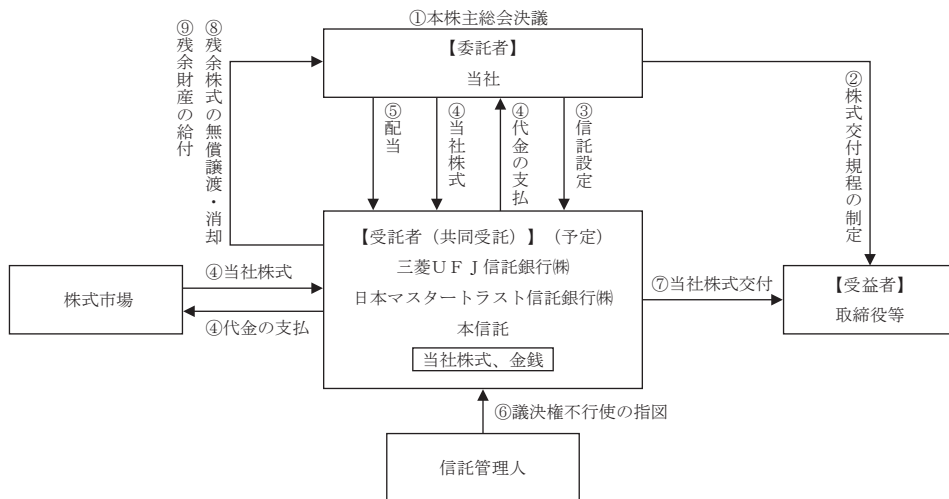 ①本株主総会決議
【委託者】
当社
⑨残余財産の給付
⑧残余株式の無償譲渡・消却
⑤配当
④当社株式
④代金の支払
③信託設定
②株式交付規程の制定
【受託者（共同受託）】（予定）
三菱ＵＦＪ信託銀行㈱
日本マスタートラスト信託銀行㈱
本信託
当社株式、金銭
株式市場
④当社株式
④代金の支払
⑦当社株式交付
【受益者】
取締役等
⑥議決権不行使の指図
信託管理人